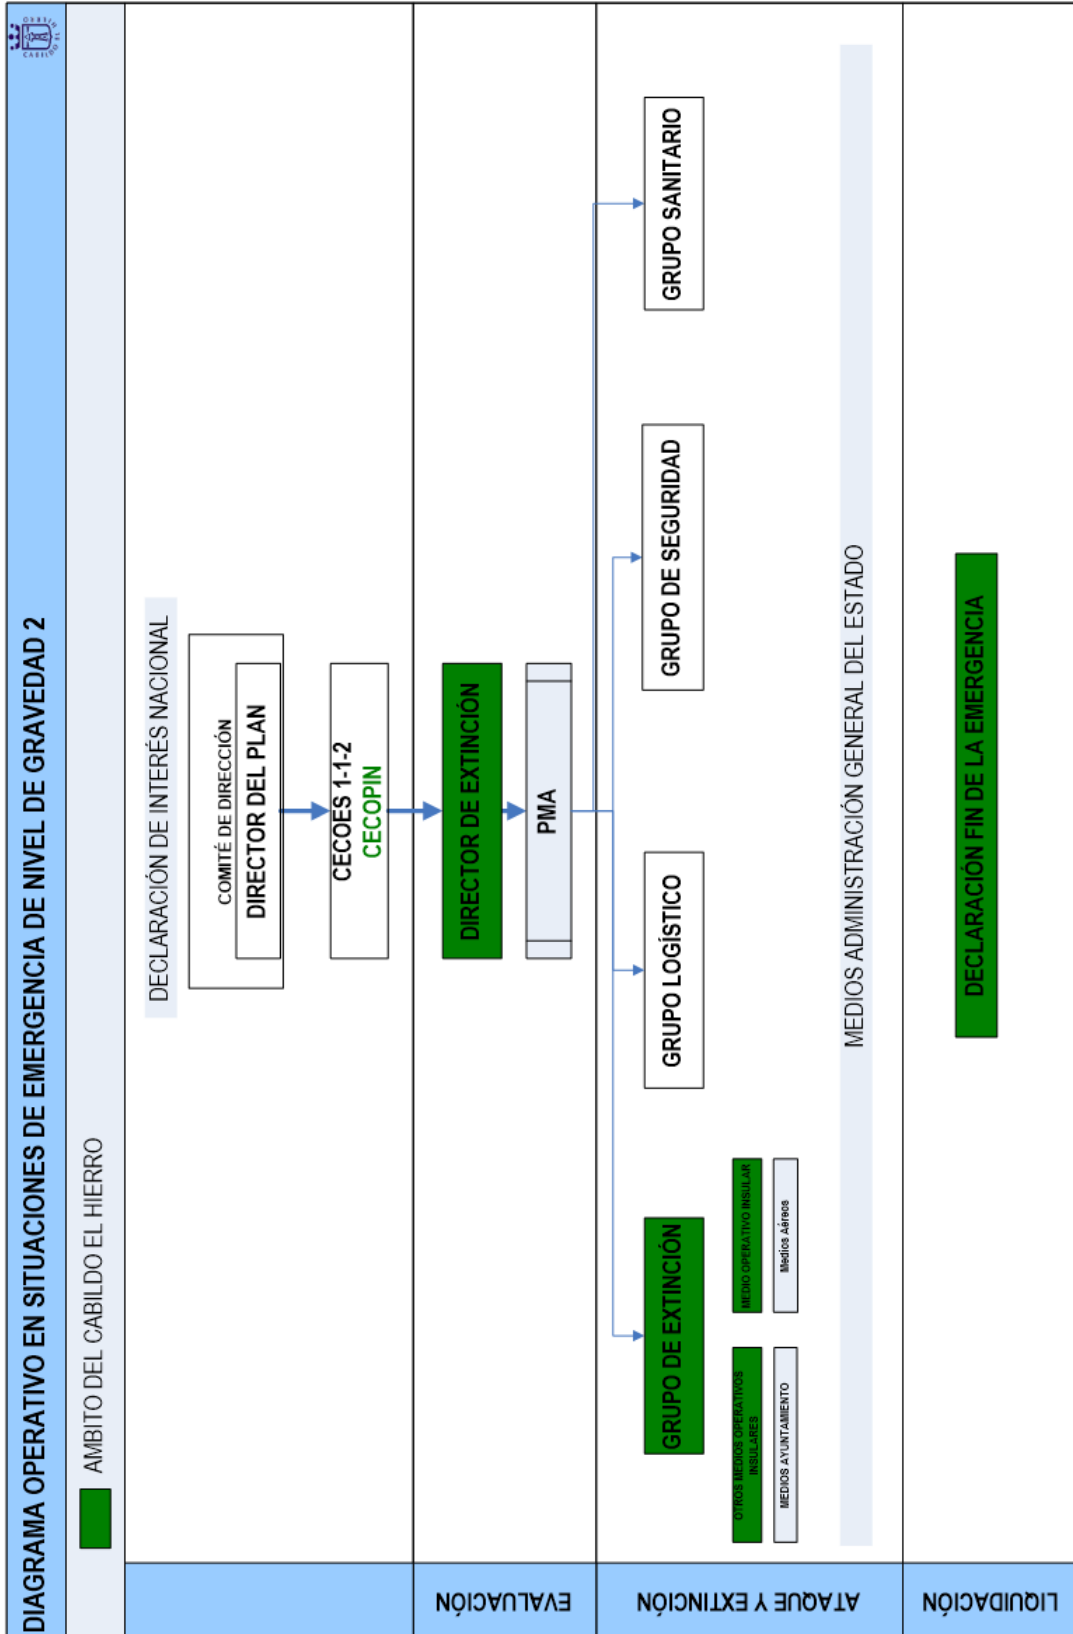 CABILDO EL HIERRO
DIAGRAMA OPERATIVO EN SITUACIONES DE EMERGENCIA DE NIVEL DE GRAVEDAD 2
AMBITO DEL CABILDO EL HIERRO
DECLARACIÓN DE INTERÉS NACIONAL
COMITÉ DE DIRECCIÓN
DIRECTOR DEL PLAN
CECOES 1-1-2
CECOPIN
EVALUACIÓN
DIRECTOR DE EXTINCIÓN
PMA
ATAQUE Y EXTINCIÓN
GRUPO DE EXTINCIÓN
GRUPO LOGÍSTICO
GRUPO DE SEGURIDAD
GRUPO SANITARIO
OTROS MEDIOS OPERATIVOS
INSULARES
MEDIO OPERATIVO INSULAR
MEDIOS AYUNTAMIENTO
Medios Aéreos
MEDIOS ADMINISTRACIÓN GENERAL DEL ESTADO
LIQUIDACIÓN
DECLARACIÓN FIN DE LA EMERGENCIA